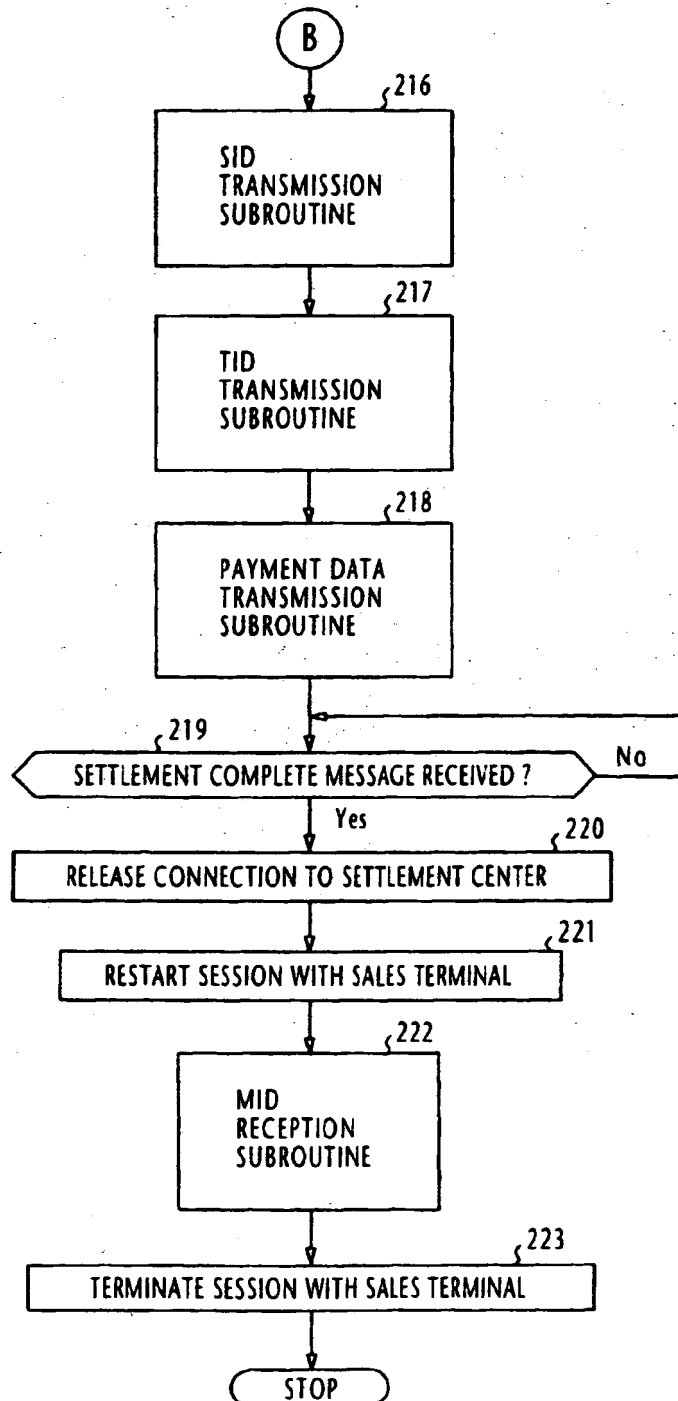 B
216
SID
TRANSMISSION
SUBROUTINE
217
TID
TRANSMISSION
SUBROUTINE
218
PAYMENT DATA
TRANSMISSION
SUBROUTINE
219
SETTLEMENT COMPLETE MESSAGE RECEIVED ?
No
Yes
220
RELEASE CONNECTION TO SETTLEMENT CENTER
221
RESTART SESSION WITH SALES TERMINAL
222
MID
RECEPTION
SUBROUTINE
223
TERMINATE SESSION WITH SALES TERMINAL
STOP